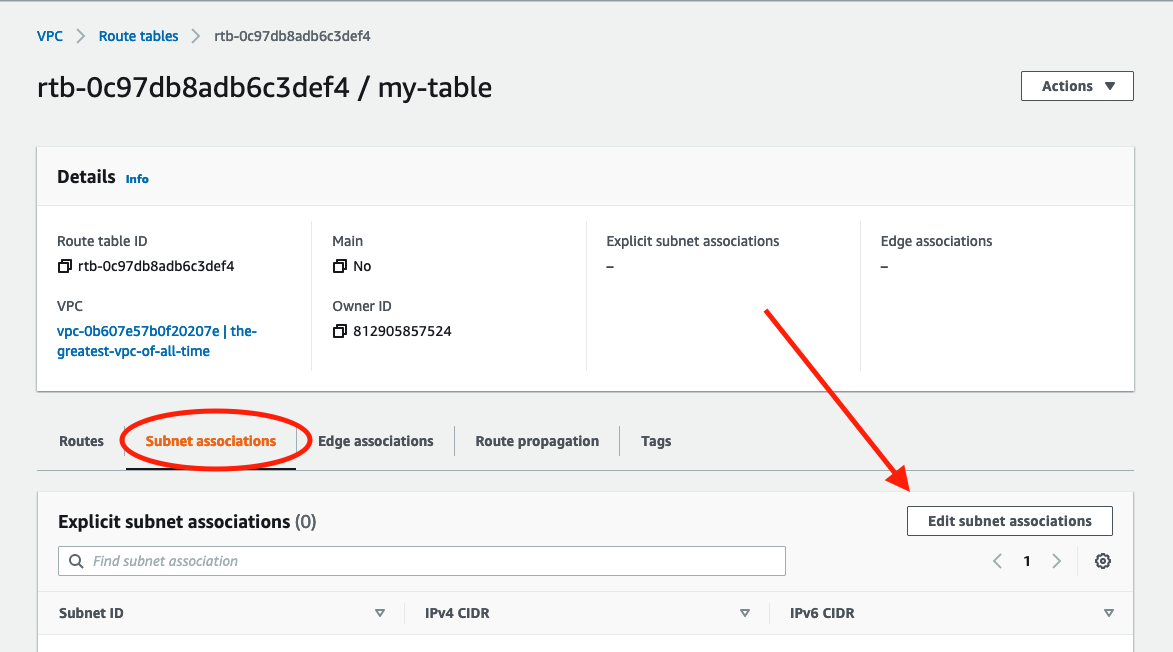 VPC > Route tables > rtb-0c97db8adb6c3def4
rtb-0c97db8adb6c3def4 / my-table
Actions
Details Info
Route table ID
rtb-0c97db8adb6c3def4
Main
No
Explicit subnet associations
–
Edge associations
–
VPC
vpc-0b607e57b0f20207e | the-
greatest-vpc-of-all-time
Owner ID
812905857524
Routes
Subnet associations
Edge associations
Route propagation
Tags
Explicit subnet associations (0)
Edit subnet associations
Find subnet association
1
Subnet ID
IPv4 CIDR
IPv6 CIDR